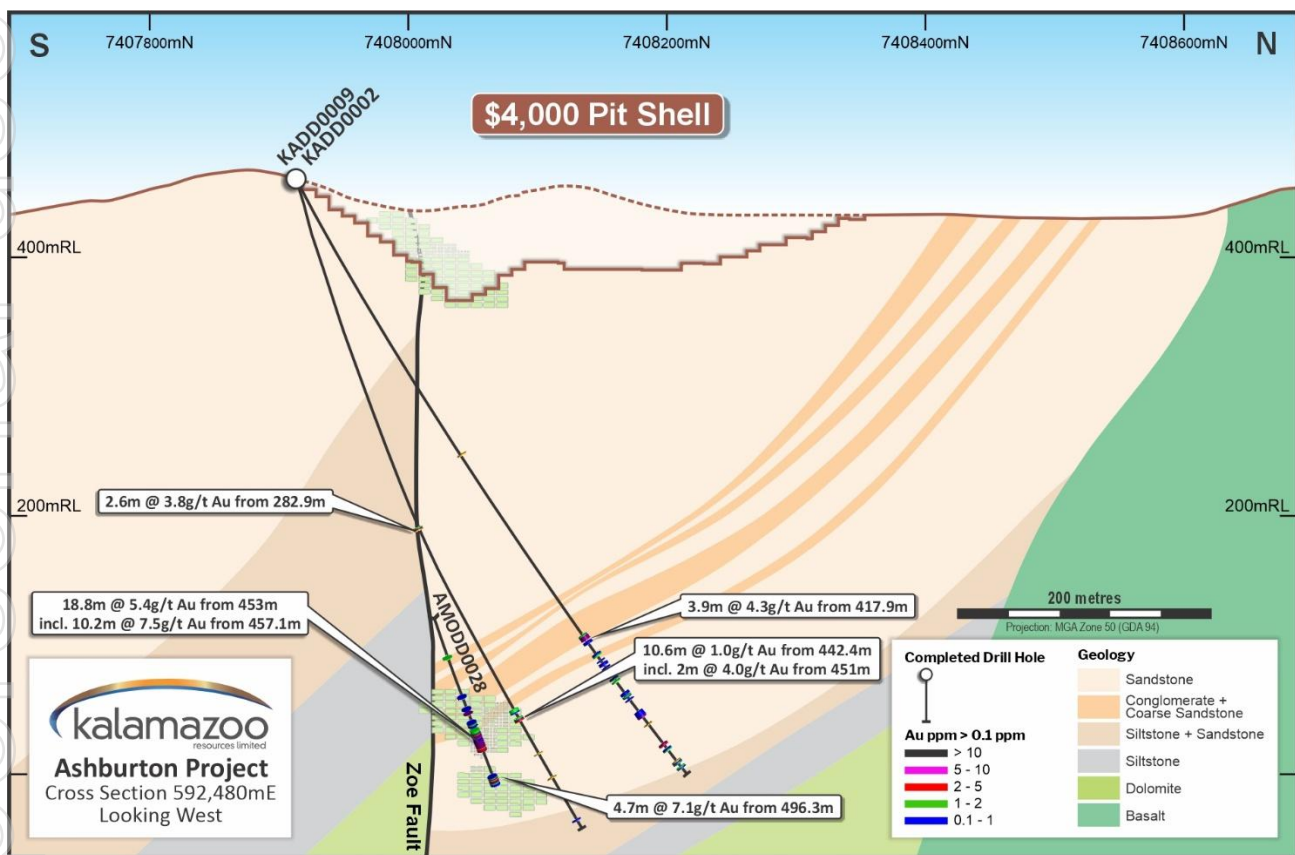 S
7407800mN
7408000mN
7408200mN
7408400mN
7408600mN
N
$4,000 Pit Shell
KADD0009
KADD0002
400mRL
400mRL
200mRL
200mRL
2.6m @ 3.8g/t Au from 282.9m
18.8m @ 5.4g/t Au from 453m
incl. 10.2m @ 7.5g/t Au from 457.1m
AMODD0028
3.9m @ 4.3g/t Au from 417.9m
10.6m @ 1.0g/t Au from 442.4m
incl. 2m @ 4.0g/t Au from 451m
4.7m @ 7.1g/t Au from 496.3m
Zoe Fault
kalamazoo
resources limited
Ashburton Project
Cross Section 592,480mE
Looking West
200 metres
Projection: MGA Zone 50 (GDA 94)
Completed Drill Hole
Au ppm > 0.1 ppm
> 10
5 - 10
2 - 5
1 - 2
0.1 - 1
Geology
Sandstone
Conglomerate +
Coarse Sandstone
Siltstone + Sandstone
Siltstone
Dolomite
Basalt